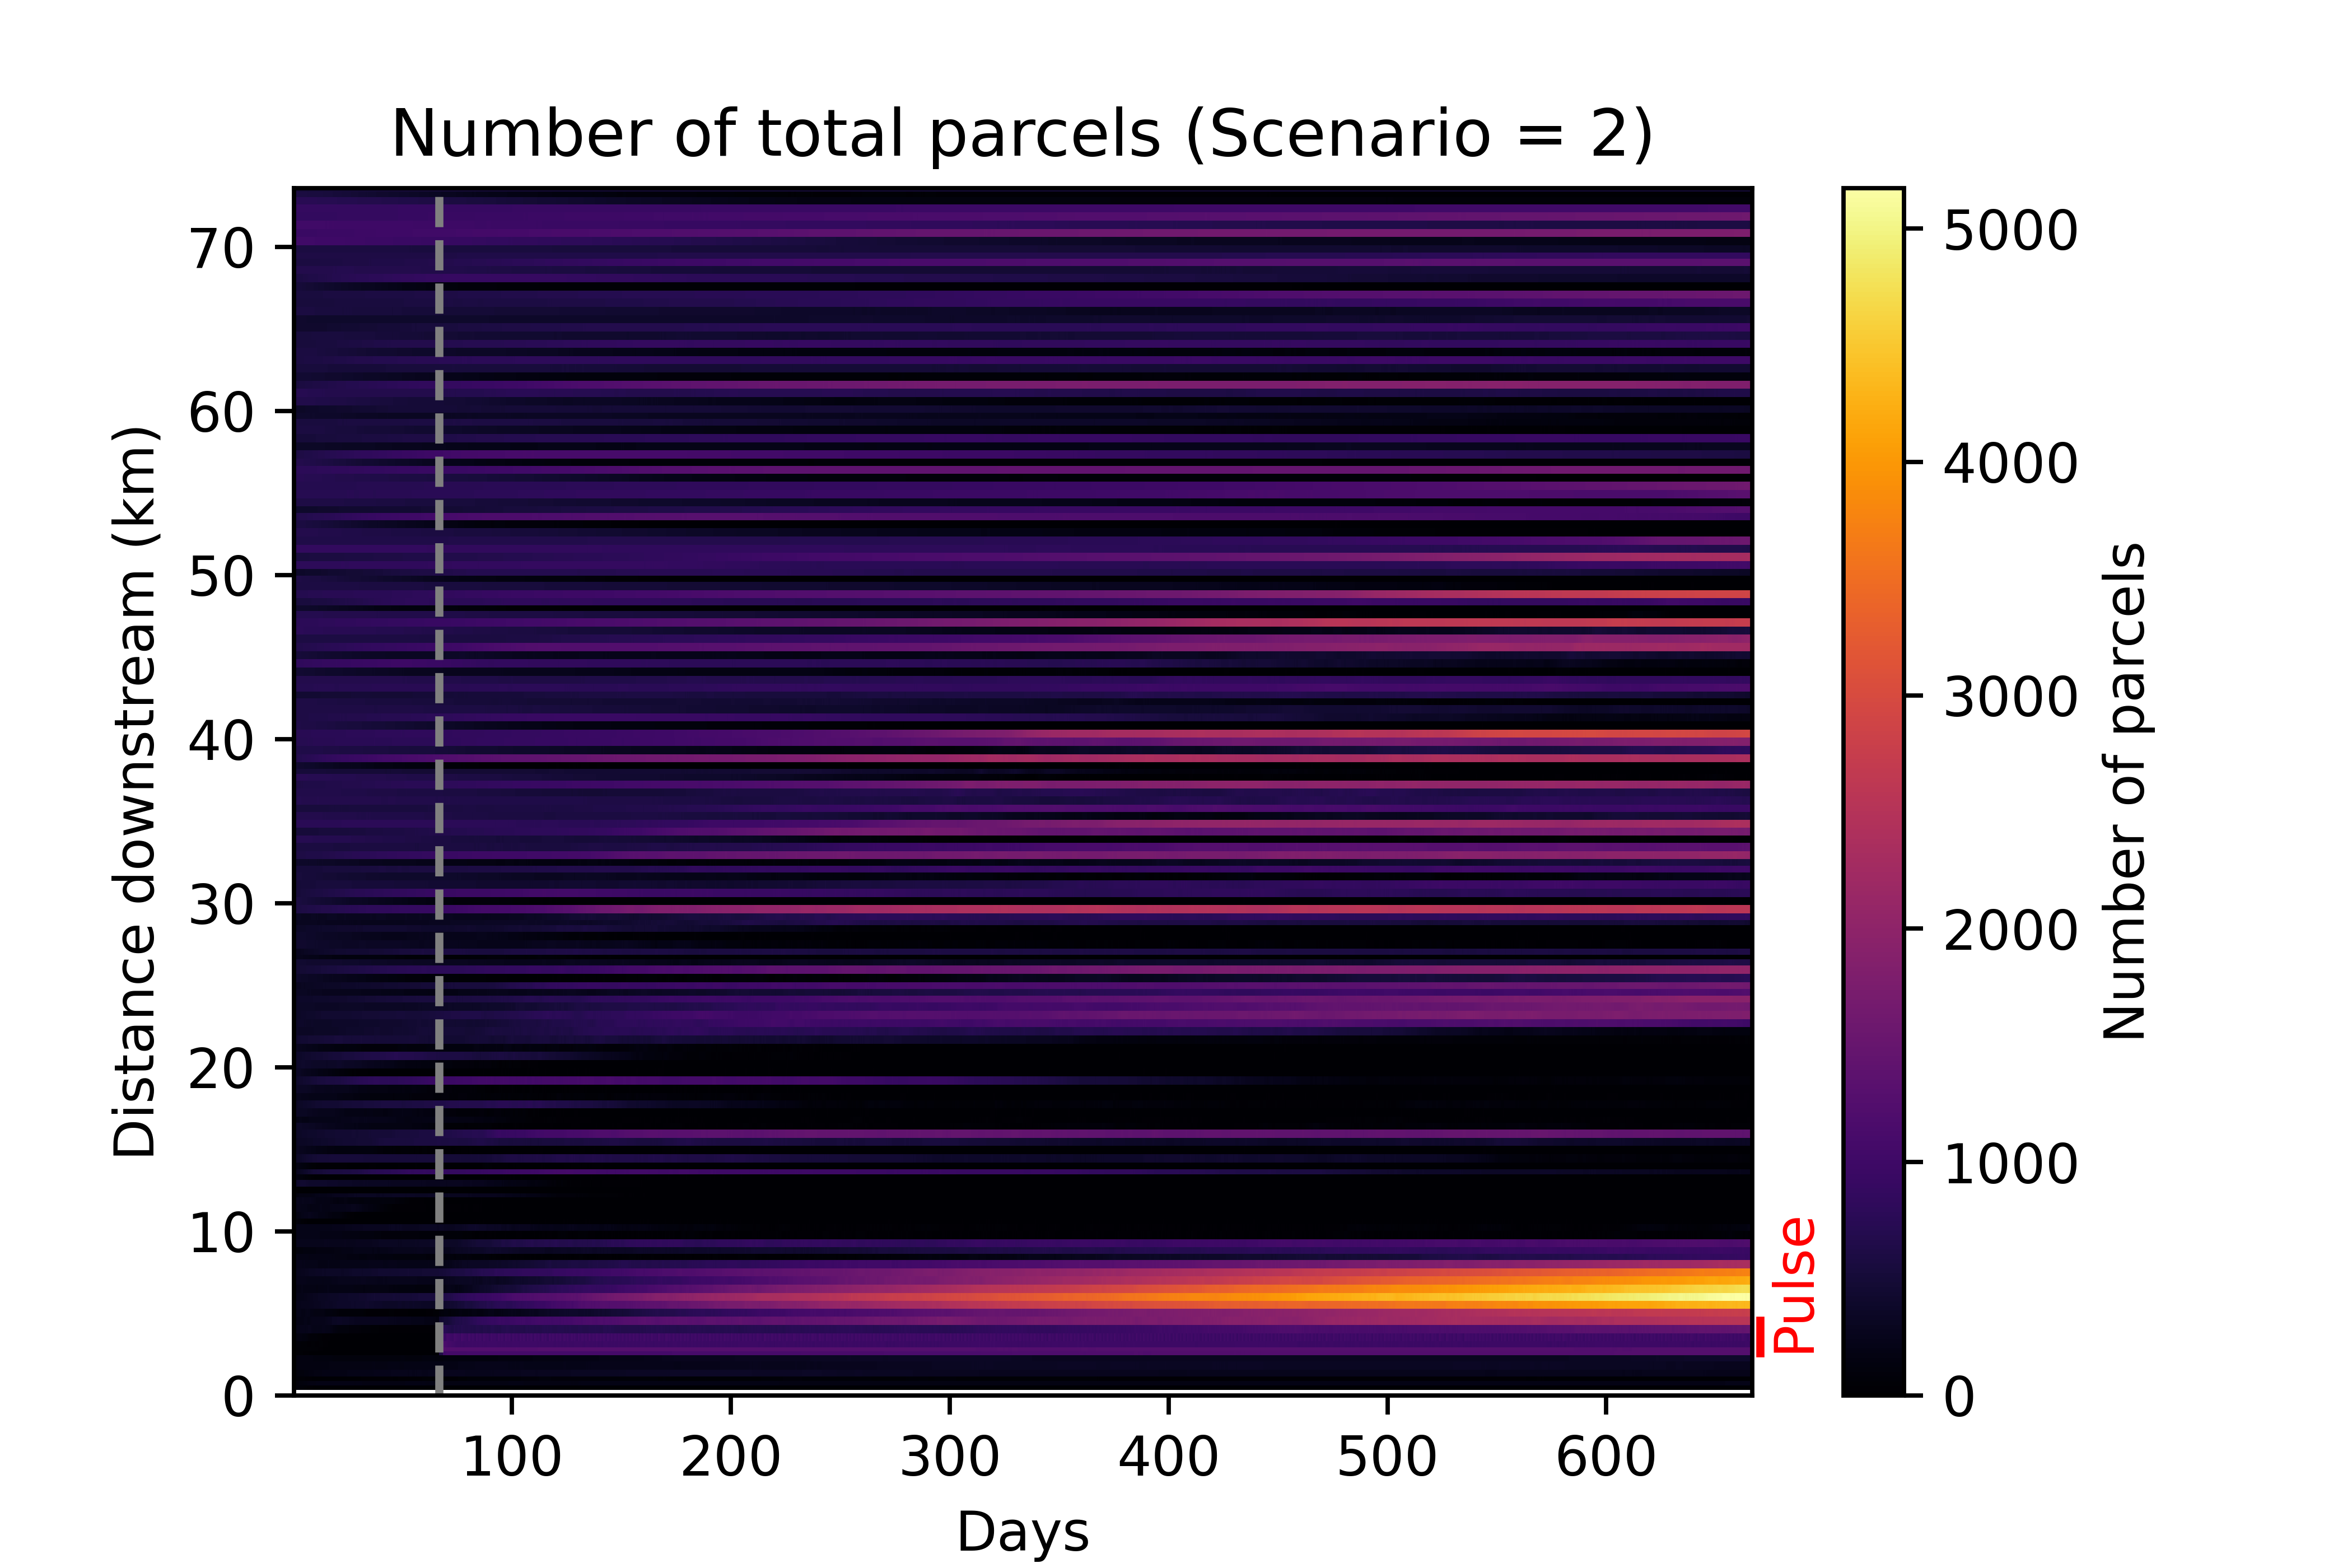 Number of total parcels (Scenario = 2)
Distance downstream (km)
70
60
50
40
30
20
10
0
100 200 300 400 500 600
Days
Pulse
5000
4000
3000
2000
1000
0
Number of parcels